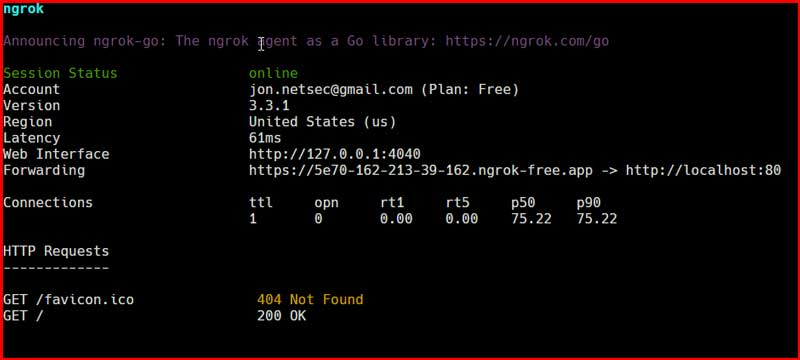 ngrok
Announcing ngrok-go: The ngrok agent as a Go library: https://ngrok.com/go
Session Status online
Account jon.netsec@gmail.com (Plan: Free)
Version 3.3.1
Region United States (us)
Latency 61ms
Web Interface http://127.0.0.1:4040
Forwarding https://5e70-162-213-39-162.ngrok-free.app -> http://localhost:80
Connections ttl opn rt1 rt5 p50 p90
1 0 0.00 0.00 75.22 75.22
HTTP Requests
-------------
GET /favicon.ico 404 Not Found
GET / 200 OK